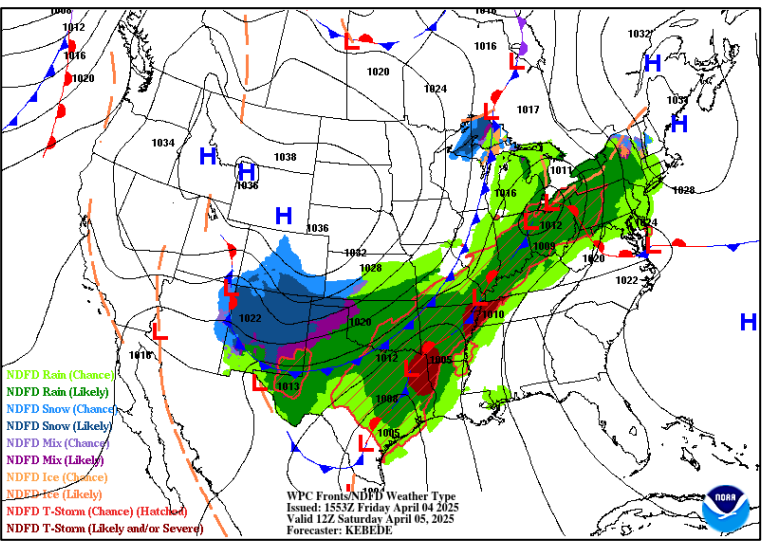 1008
1012
1016
1020
1016
1016
1020
1024
1017
1032
1034
1038
1036
1036
1016
1011
1028
1024
1012
1009
1020
1022
1032
1028
1022
1020
1010
1012
1005
1018
1013
1008
1005
H
H
H
H
H
H
L
L
L
L
L
L
L
L
L
L
L
L
NDFD Rain (Chance)
NDFD Rain (Likely)
NDFD Snow (Chance)
NDFD Snow (Likely)
NDFD Mix (Chance)
NDFD Mix (Likely)
NDFD Ice (Chance)
NDFD Ice (Likely)
NDFD T-Storm (Chance) (Hatched)
NDFD T-Storm (Likely and/or Severe)
WPC Fronts/NDFD Weather Type
Issued: 1553Z Friday April 04 2025
Valid 12Z Saturday April 05, 2025
Forecaster: KEBEDE
NOAA